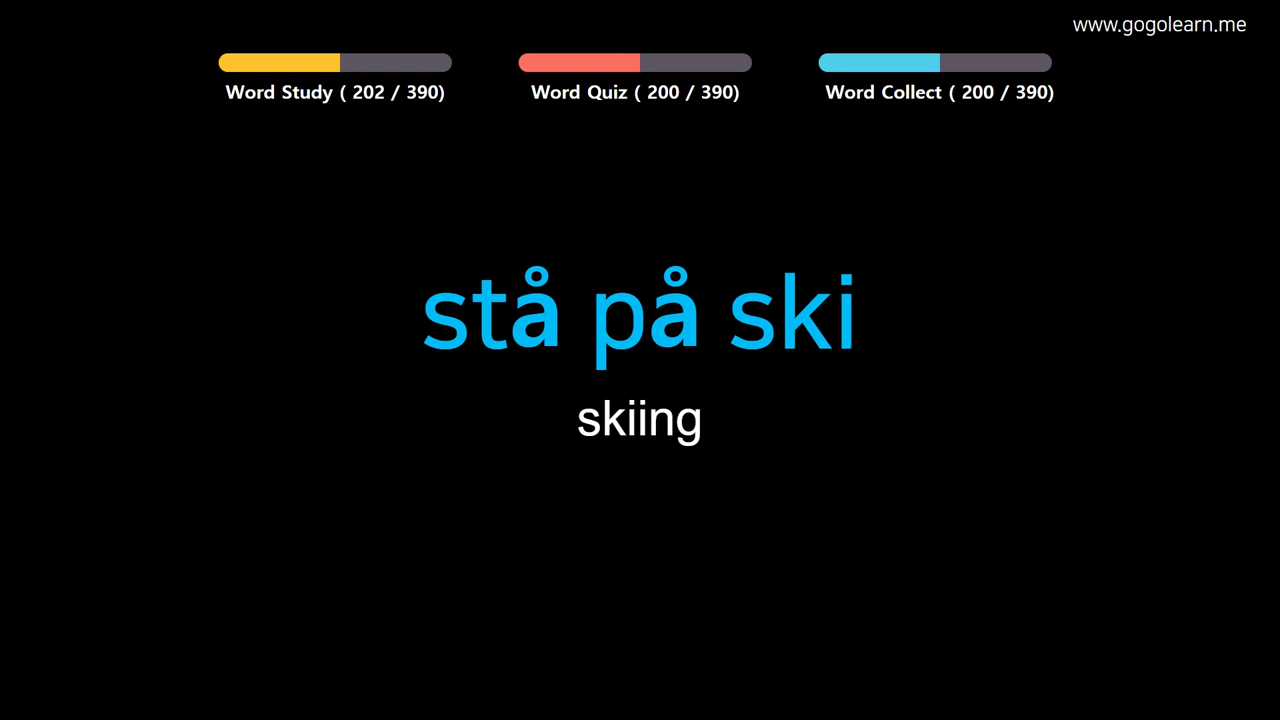 www.gogolearn.me
Word Study ( 202 / 390)
Word Quiz ( 200 / 390)
Word Collect ( 200 / 390)
stå på ski
skiing